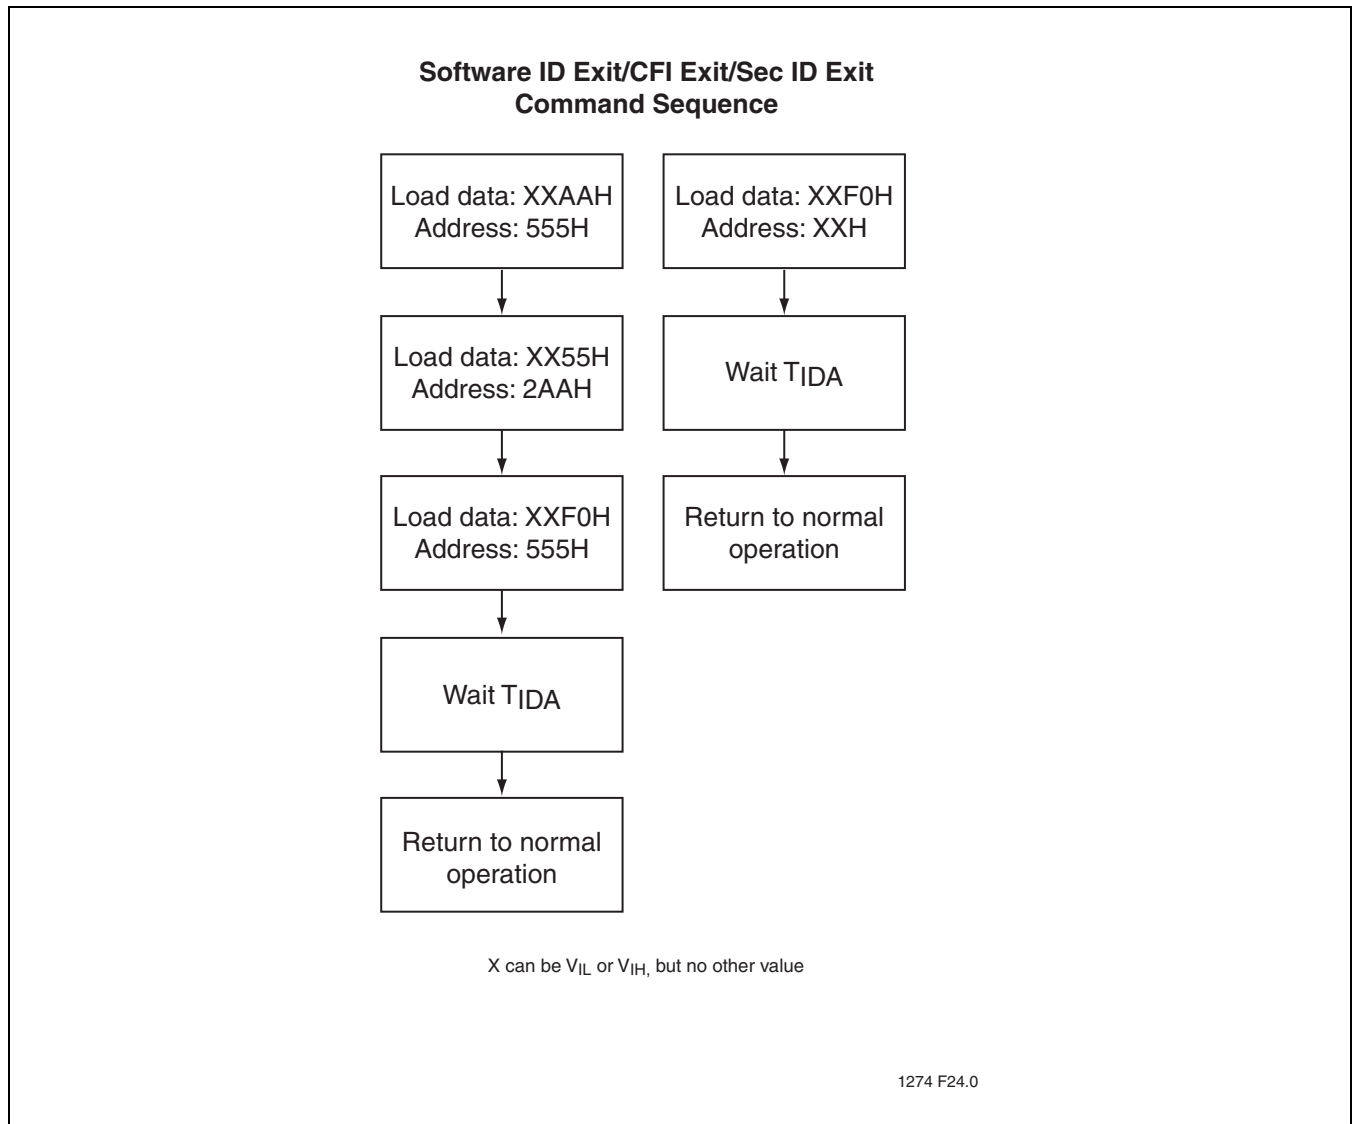 Software ID Exit/CFI Exit/Sec ID Exit
Command Sequence
Load data: XXAAH
Address: 555H
Load data: XX55H
Address: 2AAH
Load data: XXF0H
Address: 555H
Wait TIDA
Return to normal
operation
Load data: XXF0H
Address: XXH
Wait TIDA
Return to normal
operation
X can be VIL or VIH, but no other value
1274 F24.0